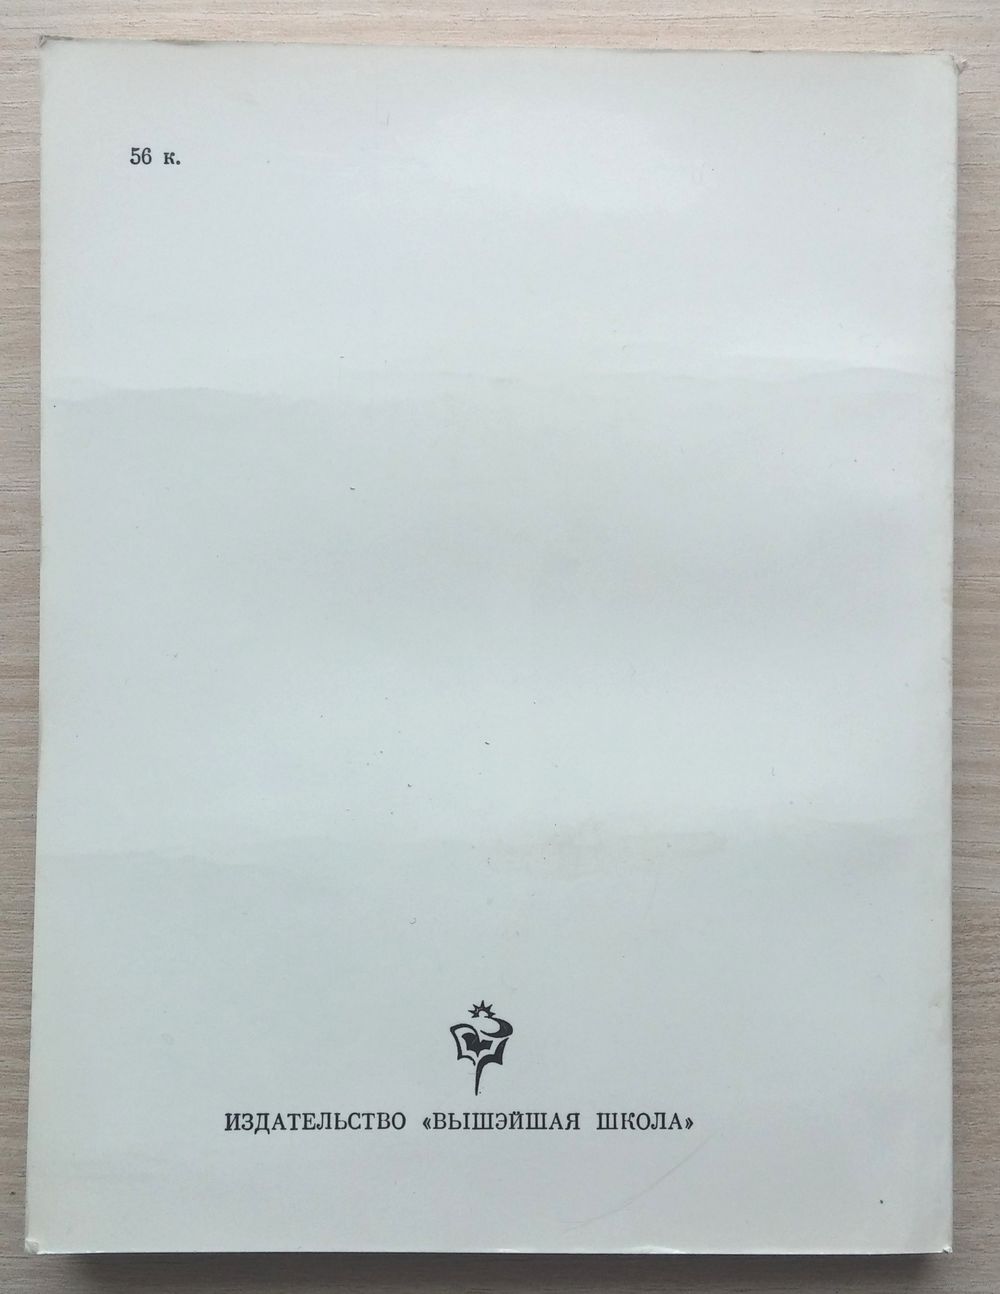 56 к.
ИЗДАТЕЛЬСТВО «ВЫШЭЙШАЯ ШКОЛА»